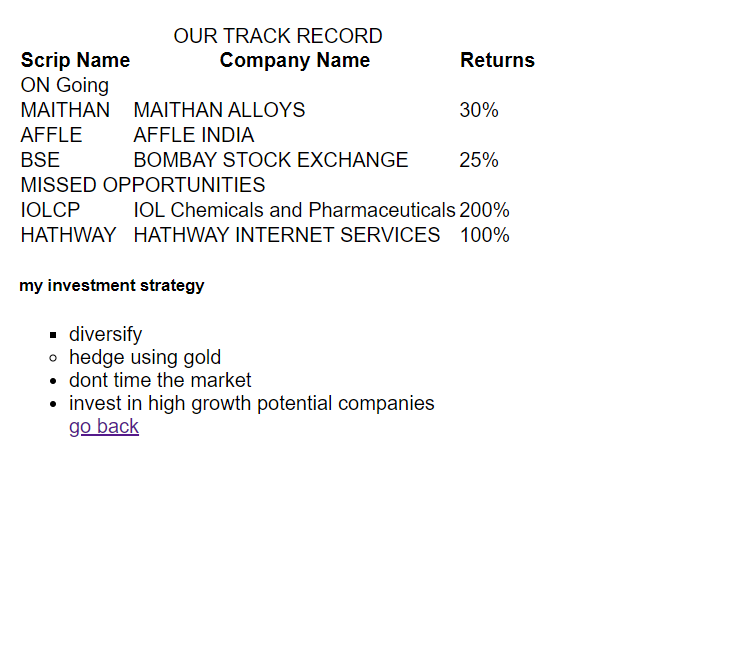 OUR TRACK RECORD
Scrip Name Company Name Returns
ON Going
MAITHAN MAITHAN ALLOYS 30%
AFFLE AFFLE INDIA
BSE BOMBAY STOCK EXCHANGE 25%
MISSED OPPORTUNITIES
IOLCP IOL Chemicals and Pharmaceuticals 200%
HATHWAY HATHWAY INTERNET SERVICES 100%
my investment strategy
diversify
hedge using gold
dont time the market
invest in high growth potential companies
go back